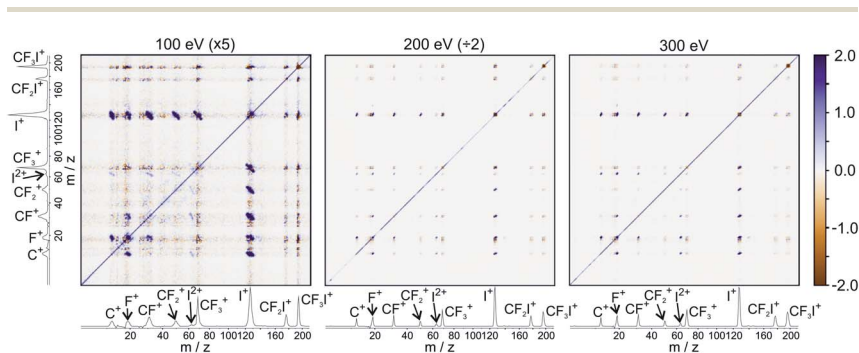 100 eV (x5) 200 eV (÷2) 300 eV
CF₃I⁺ 200 2.0
CF₂I⁺ 160
I⁺ 120 1.0
100
CF₃⁺ 80 m / z 0.0
I²⁺ 60
CF₂⁺ 40 -1.0
CF⁺
F⁺ 20
C⁺ -2.0
C⁺ F⁺ CF⁺ CF₂⁺ I²⁺ CF₃⁺ I⁺ CF₂I⁺ CF₃I⁺ C⁺ F⁺ CF⁺ CF₂⁺ I²⁺ CF₃⁺ I⁺ CF₂I⁺ CF₃I⁺ C⁺ F⁺ CF⁺ CF₂⁺ I²⁺ CF₃⁺ I⁺ CF₂I⁺ CF₃I⁺
20 40 60 80 100 120 160 200 20 40 60 80 100 120 160 200 20 40 60 80 100 120 160 200
m / z m / z m / z